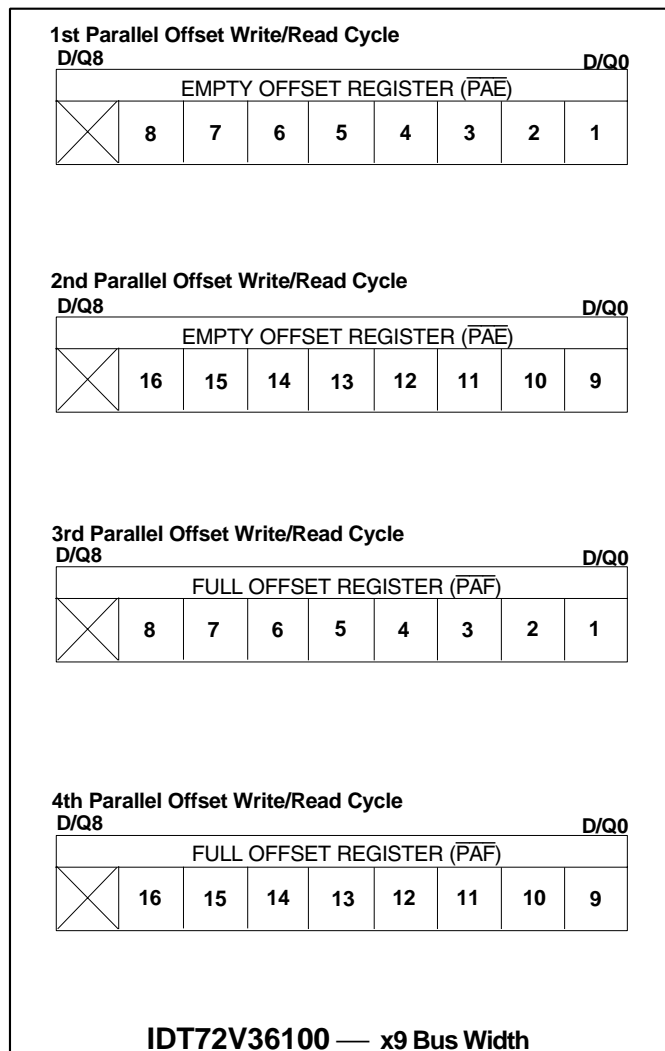 1st Parallel Offset Write/Read Cycle
D/Q8 D/Q0
EMPTY OFFSET REGISTER (PAE)
8 7 6 5 4 3 2 1
2nd Parallel Offset Write/Read Cycle
D/Q8 D/Q0
EMPTY OFFSET REGISTER (PAE)
16 15 14 13 12 11 10 9
3rd Parallel Offset Write/Read Cycle
D/Q8 D/Q0
FULL OFFSET REGISTER (PAF)
8 7 6 5 4 3 2 1
4th Parallel Offset Write/Read Cycle
D/Q8 D/Q0
FULL OFFSET REGISTER (PAF)
16 15 14 13 12 11 10 9
IDT72V36100 — x9 Bus Width